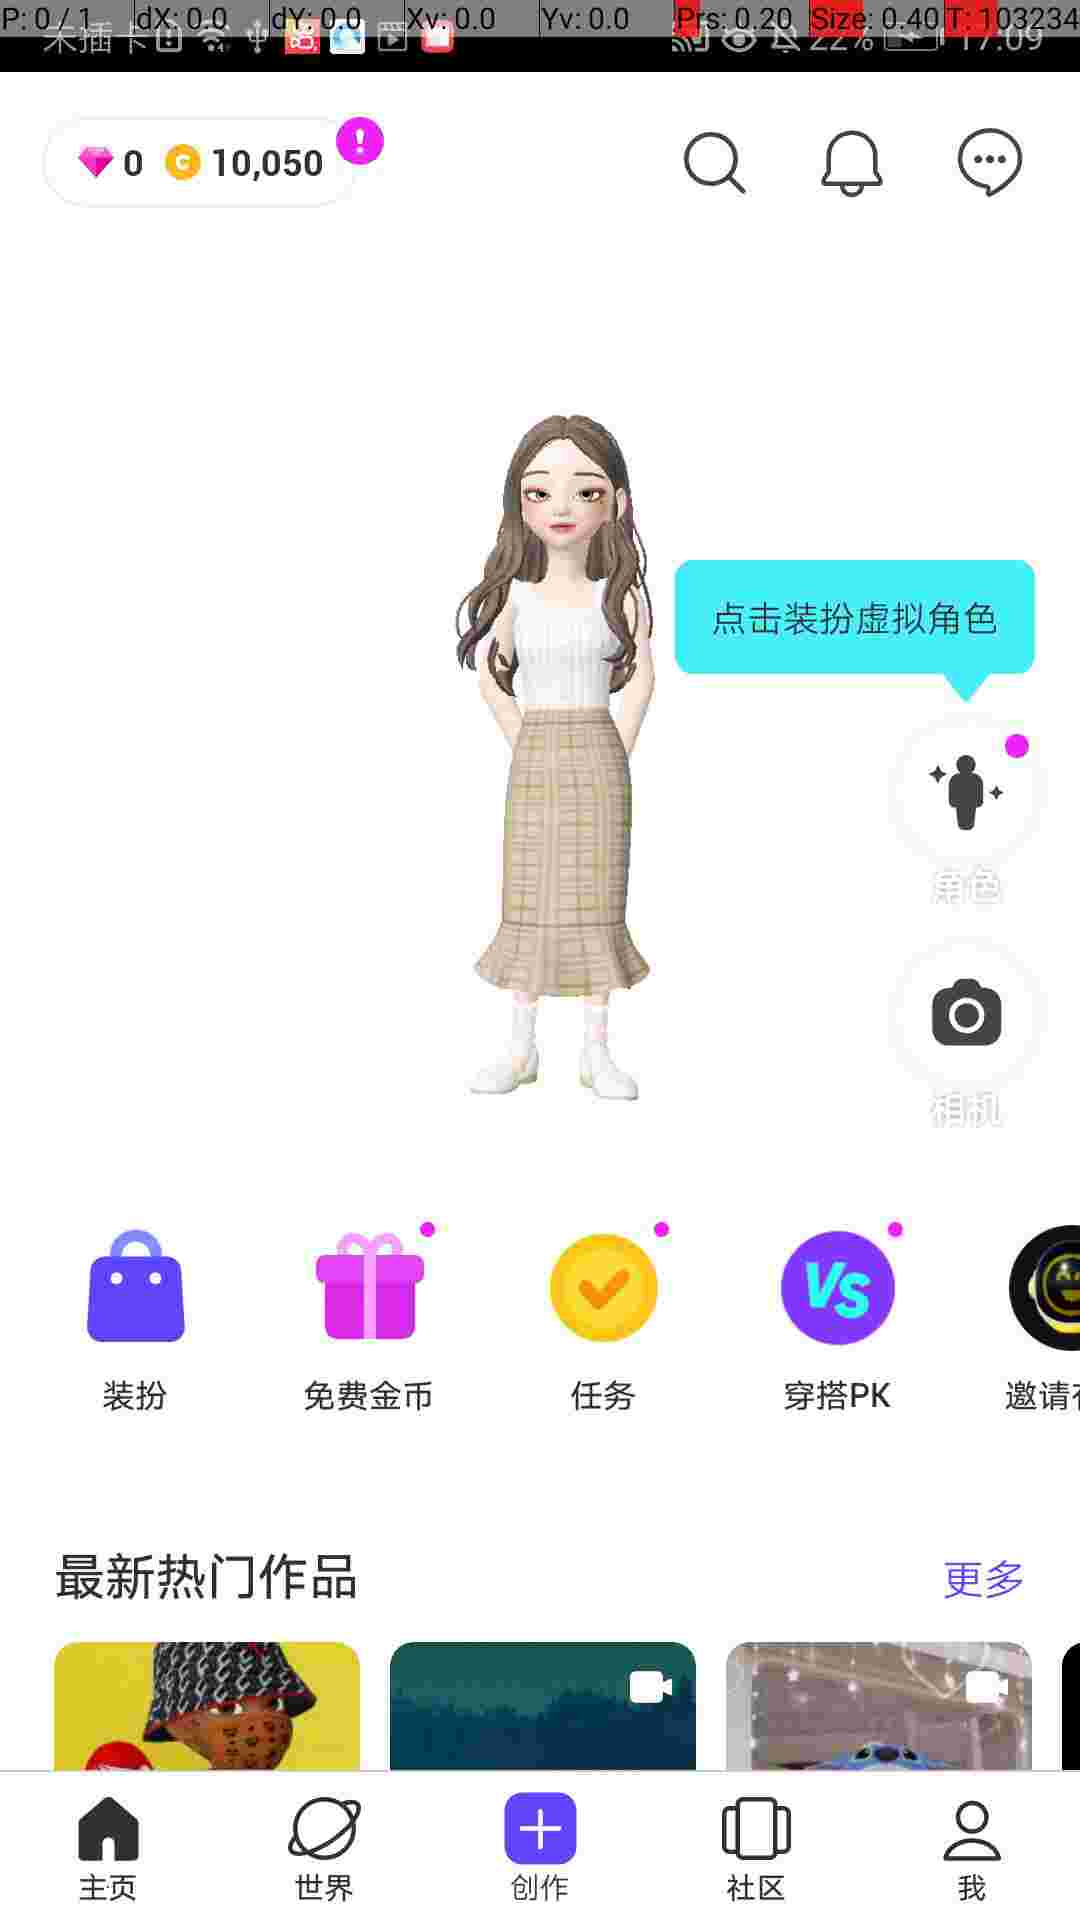 P: 0 / 1 dX: 0.0 dY: 0.0 Xv: 0.0 Yv: 0.0 Prs: 0.20 Size: 0.40 T: 103234
未插卡 22% 17:09
0 10,050
点击装扮虚拟角色
角色
相机
装扮 免费金币 任务 穿搭PK 邀请
最新热门作品 更多
主页 世界 创作 社区 我